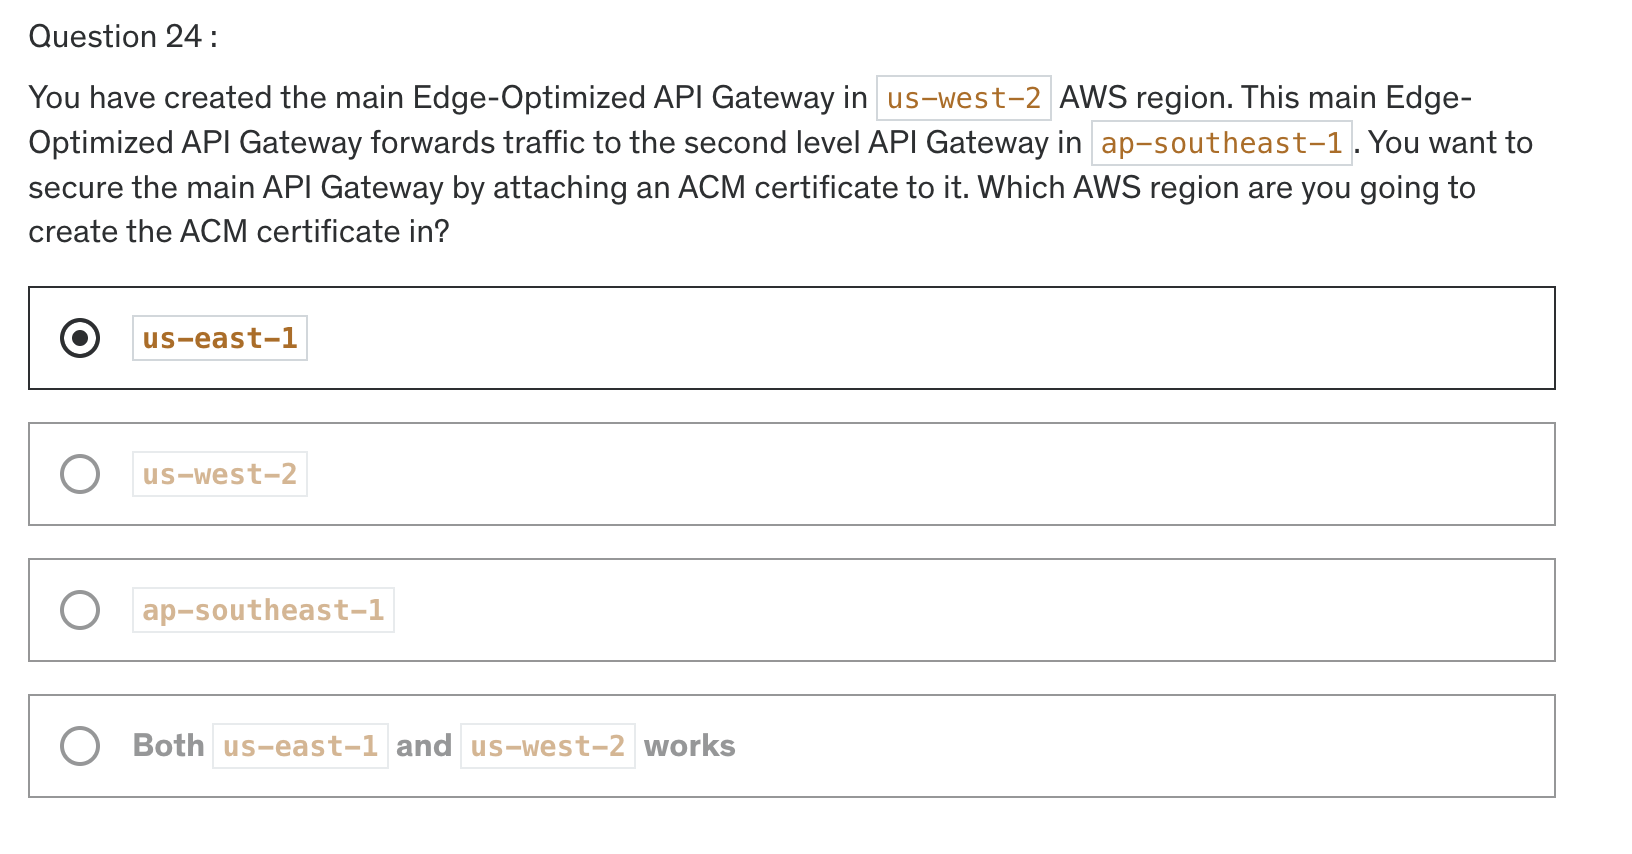 Question 24 :
You have created the main Edge-Optimized API Gateway in us-west-2 AWS region. This main Edge-
Optimized API Gateway forwards traffic to the second level API Gateway in ap-southeast-1. You want to
secure the main API Gateway by attaching an ACM certificate to it. Which AWS region are you going to
create the ACM certificate in?
us-east-1
us-west-2
ap-southeast-1
Both us-east-1 and us-west-2 works